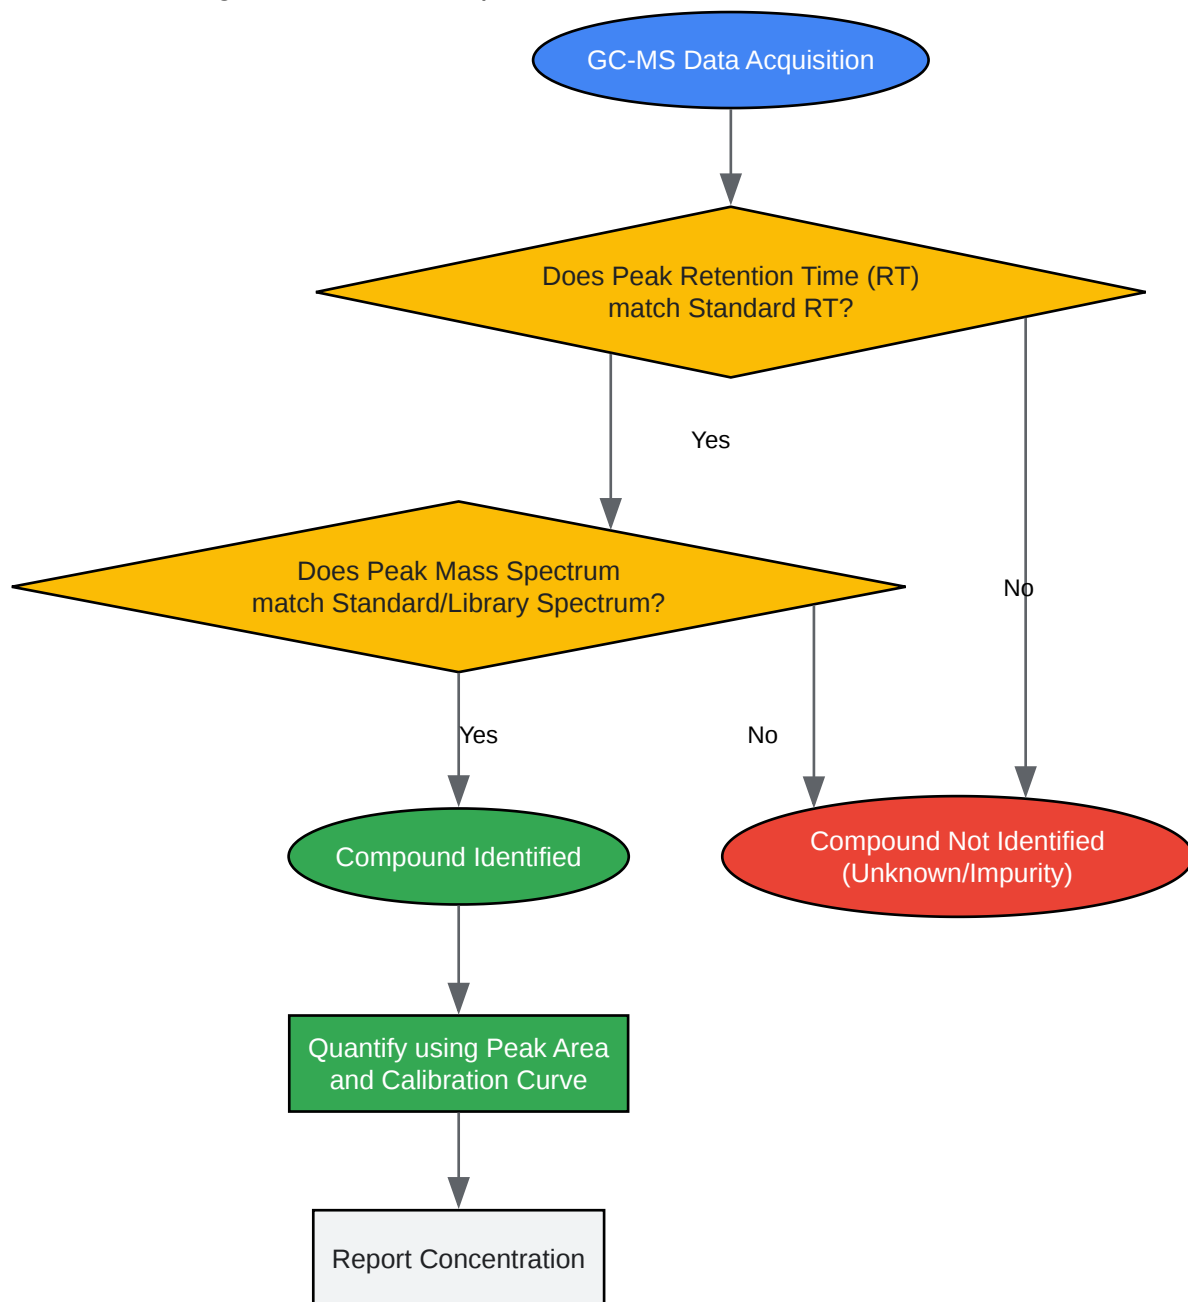 GC-MS Data Acquisition
Does Peak Retention Time (RT)
match Standard RT?
Yes
Does Peak Mass Spectrum
match Standard/Library Spectrum?
No
Yes
No
Compound Identified
Compound Not Identified
(Unknown/Impurity)
Quantify using Peak Area
and Calibration Curve
Report Concentration